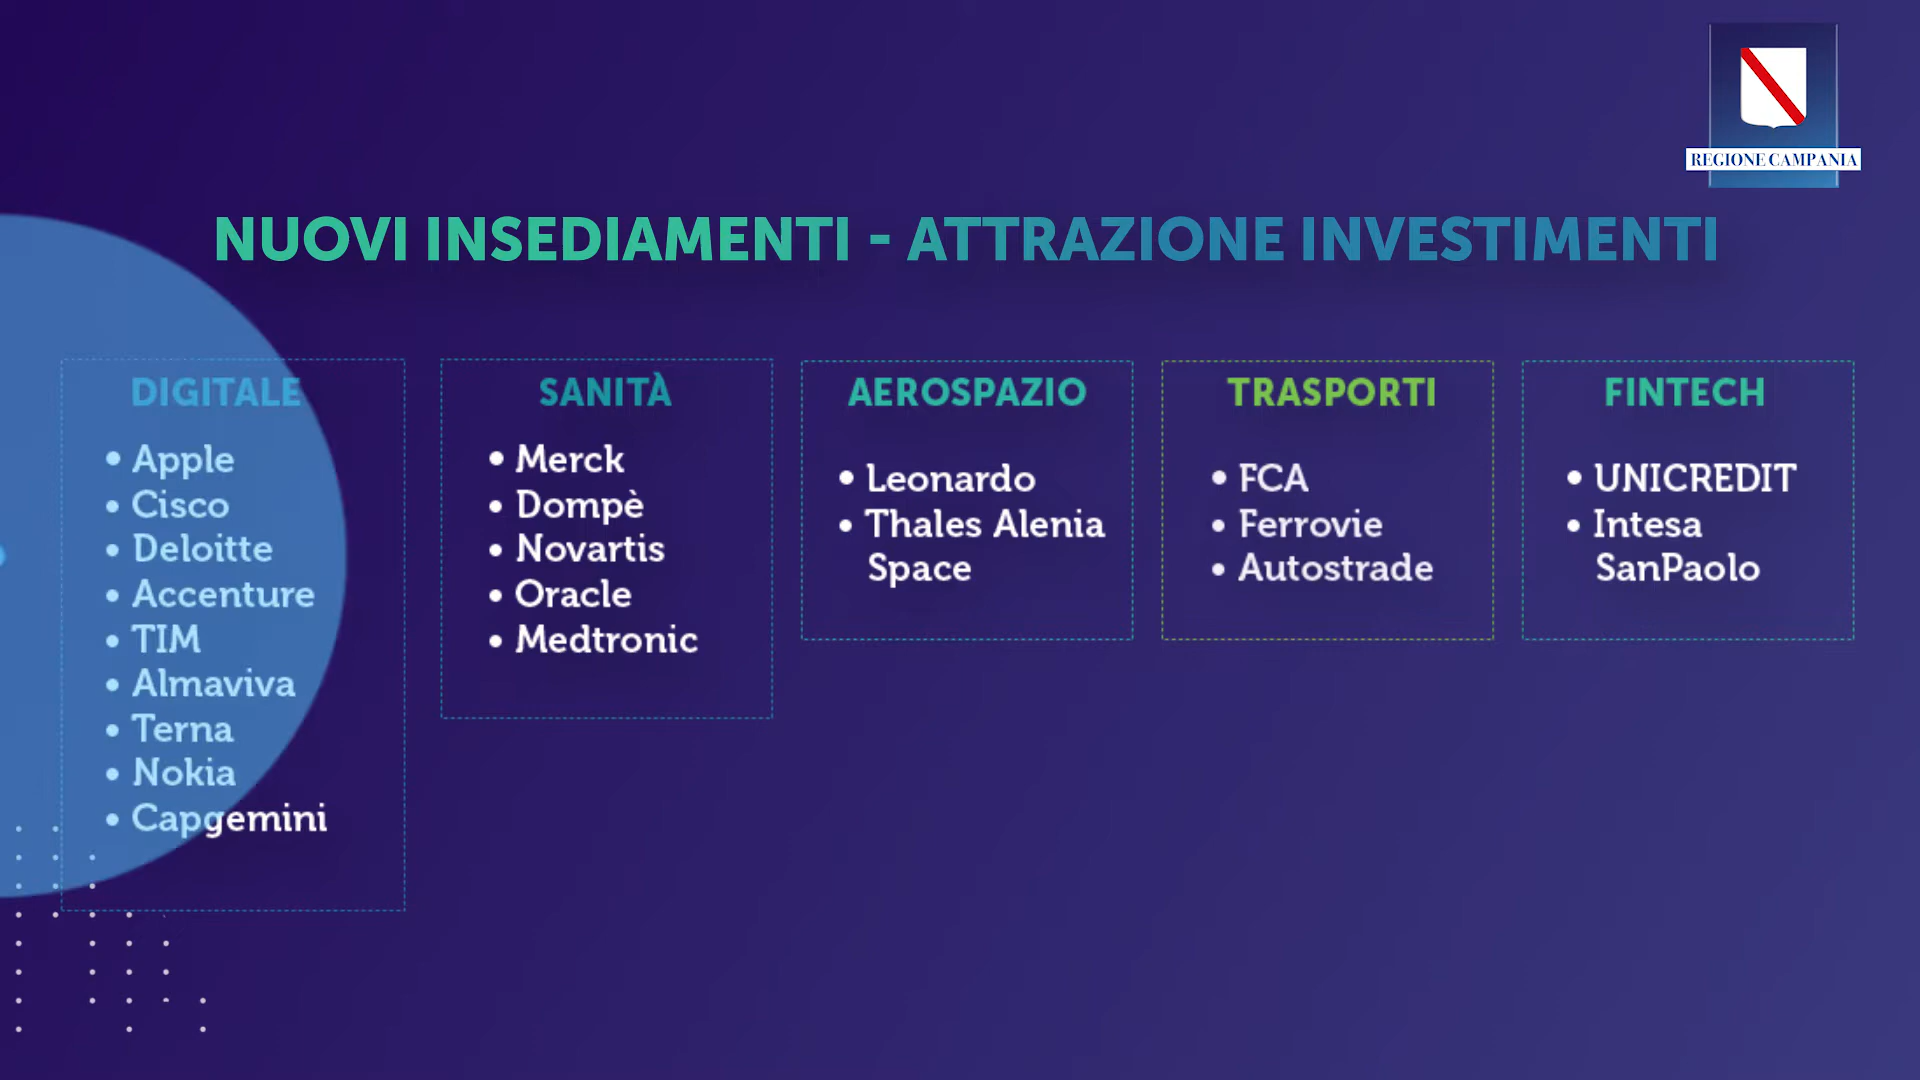 REGIONE CAMPANIA
NUOVI INSEDIAMENTI - ATTRAZIONE INVESTIMENTI
DIGITALE
• Apple
• Cisco
• Deloitte
• Accenture
• TIM
• Almaviva
• Terna
• Nokia
• Capgemini
SANITÀ
• Merck
• Dompè
• Novartis
• Oracle
• Medtronic
AEROSPAZIO
• Leonardo
• Thales Alenia
Space
TRASPORTI
• FCA
• Ferrovie
• Autostrade
FINTECH
• UNICREDIT
• Intesa
SanPaolo